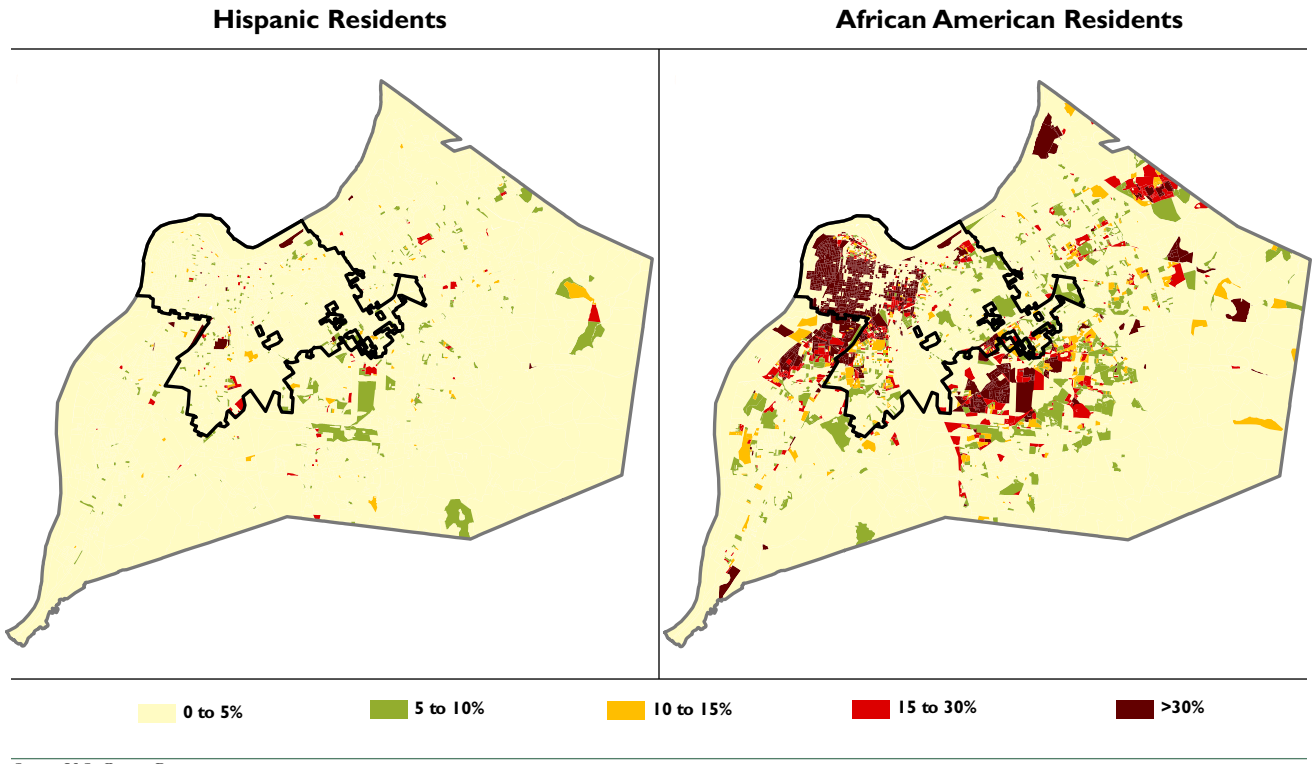 Hispanic Residents
African American Residents
0 to 5%
5 to 10%
10 to 15%
15 to 30%
>30%